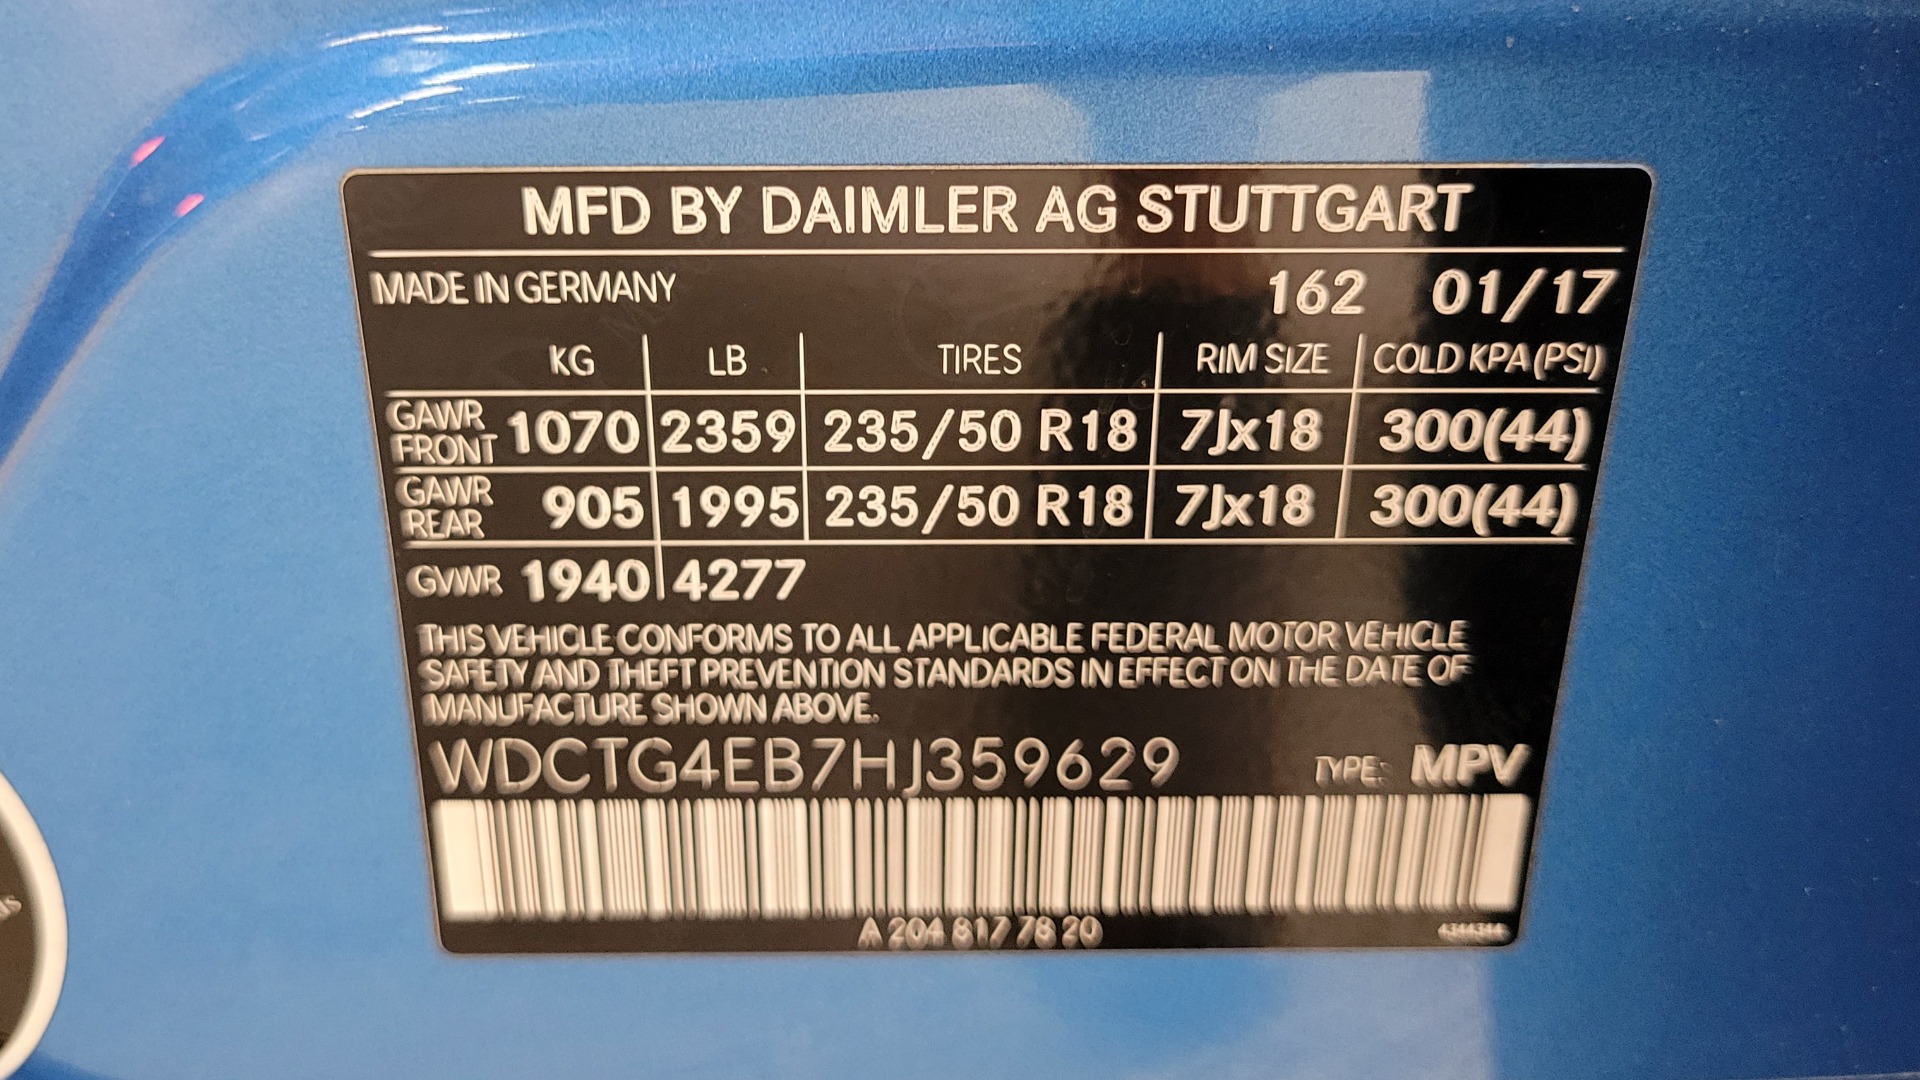 MFD BY DAIMLER AG STUTTGART
MADE IN GERMANY 162 01/17
KG LB TIRES RIM SIZE COLD KPA (PSI)
GAWR FRONT 1070 2359 235/50 R18 7Jx18 300(44)
GAWR REAR 905 1995 235/50 R18 7Jx18 300(44)
GVWR 1940 4277
THIS VEHICLE CONFORMS TO ALL APPLICABLE FEDERAL MOTOR VEHICLE
SAFETY AND THEFT PREVENTION STANDARDS IN EFFECT ON THE DATE OF
MANUFACTURE SHOWN ABOVE.
WDCTG4EB7HJ359629 TYPE: MPV
A 204 817 78 20